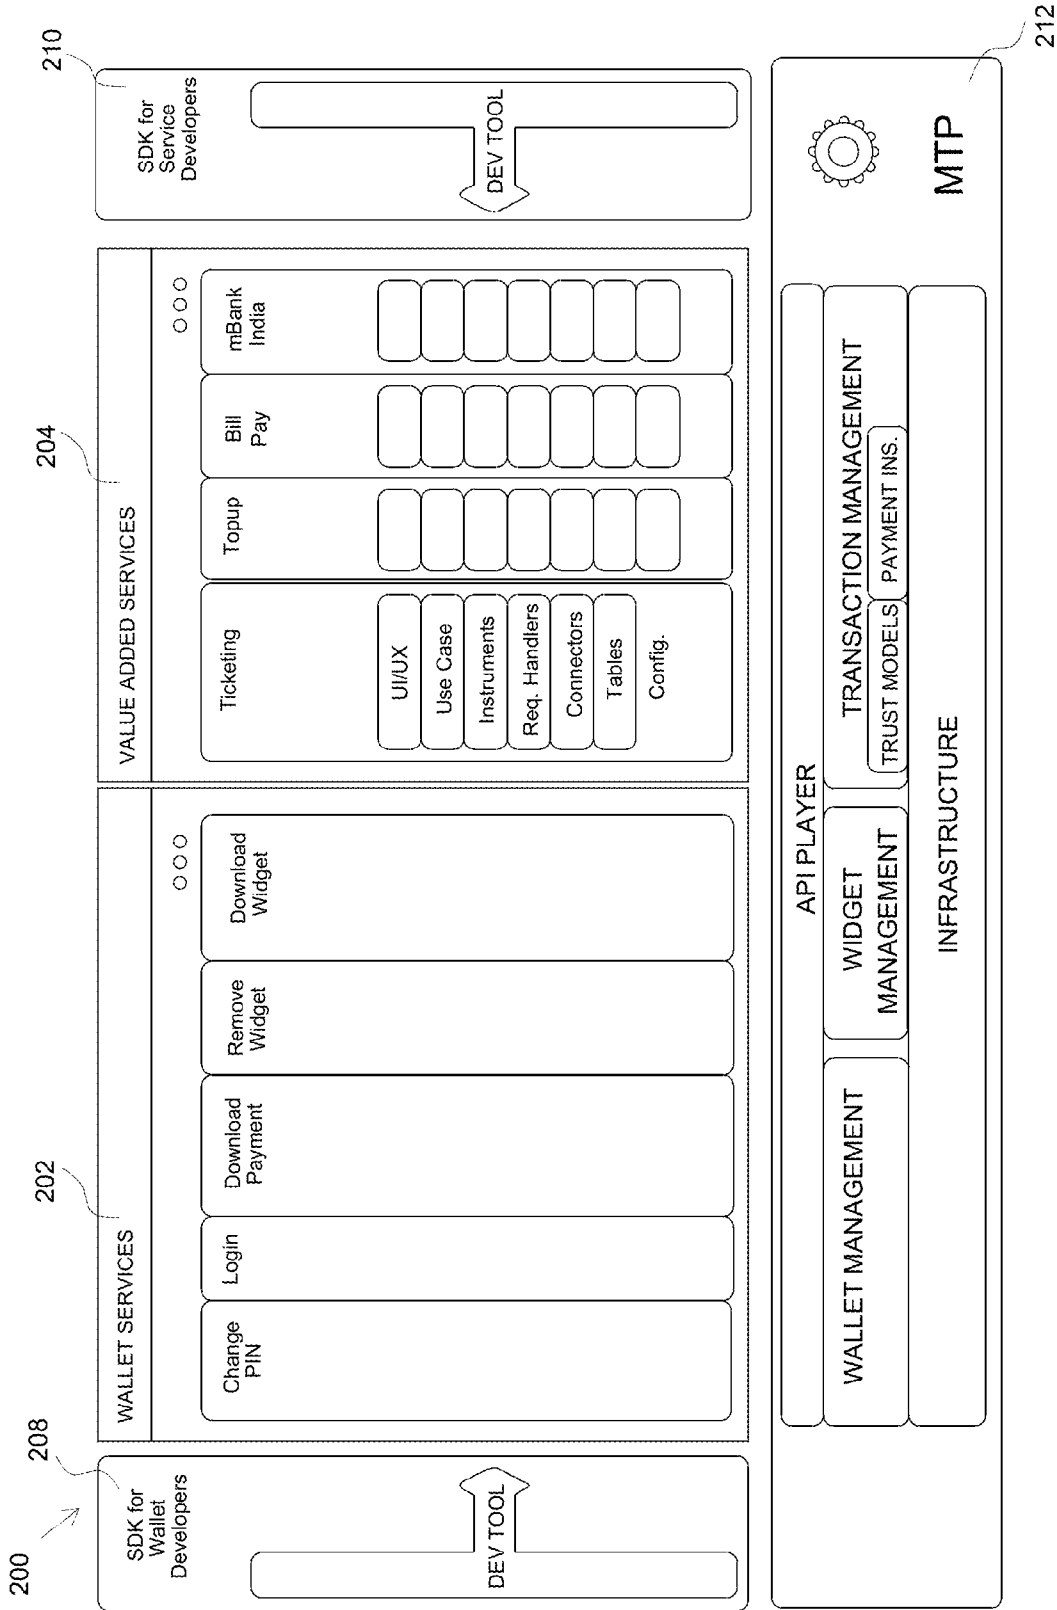 200
208
202
204
210
SDK for
Wallet
Developers
DEV TOOL
WALLET SERVICES
Change
PIN
Login
Download
Payment
Remove
Widget
Download
Widget
VALUE ADDED SERVICES
Ticketing
UI/UX
Use Case
Instruments
Req. Handlers
Connectors
Tables
Config.
Topup
Bill
Pay
mBank
India
SDK for
Service
Developers
DEV TOOL
API PLAYER
WALLET MANAGEMENT
WIDGET
MANAGEMENT
TRANSACTION MANAGEMENT
TRUST MODELS
PAYMENT INS.
INFRASTRUCTURE
MTP
212